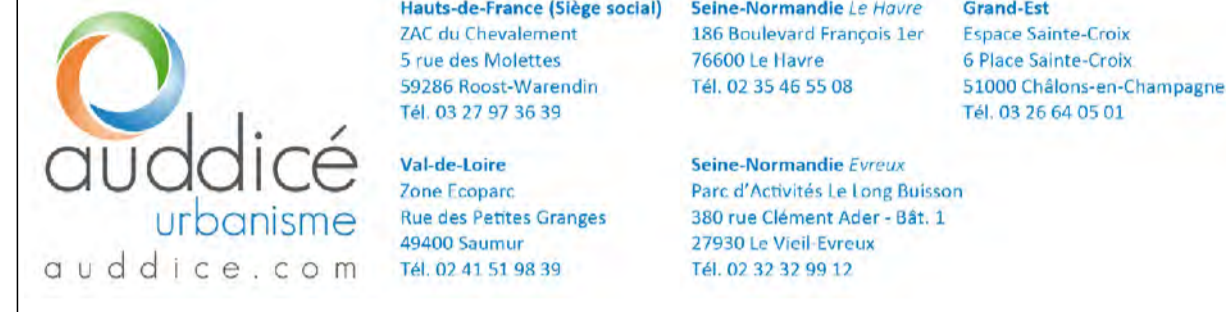 auddicé
urbanisme
auddice.com
Hauts-de-France (Siège social)
ZAC du Chevalement
5 rue des Molettes
59286 Roost-Warendin
Tél. 03 27 97 36 39
Seine-Normandie Le Havre
186 Boulevard François 1er
76600 Le Havre
Tél. 02 35 46 55 08
Grand-Est
Espace Sainte-Croix
6 Place Sainte-Croix
51000 Châlons-en-Champagne
Tél. 03 26 64 05 01
Val-de-Loire
Zone Ecoparc
Rue des Petites Granges
49400 Saumur
Tél. 02 41 51 98 39
Seine-Normandie Evreux
Parc d'Activités Le Long Buisson
380 rue Clément Ader - Bât. 1
27930 Le Vieil-Evreux
Tél. 02 32 32 99 12